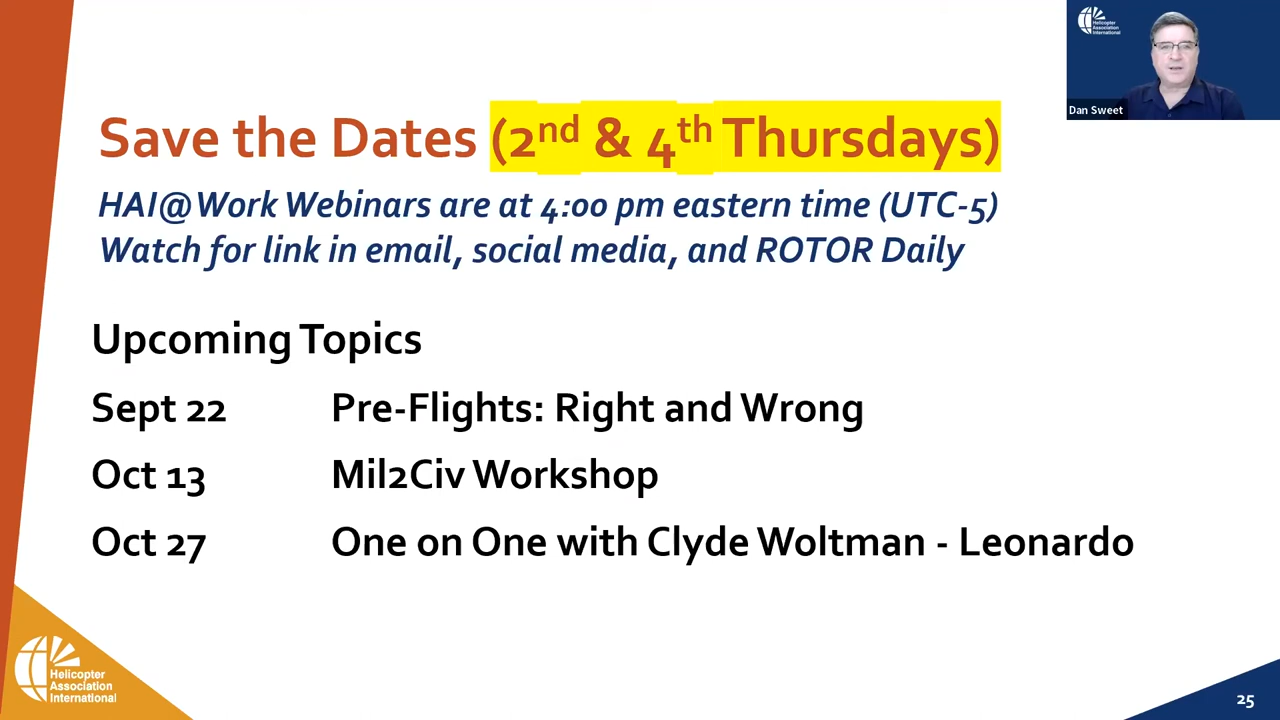 Helicopter
Association
International
Dan Sweet
Save the Dates (2nd & 4th Thursdays)
HAI@Work Webinars are at 4:00 pm eastern time (UTC-5)
Watch for link in email, social media, and ROTOR Daily
Upcoming Topics
Sept 22 Pre-Flights: Right and Wrong
Oct 13 Mil2Civ Workshop
Oct 27 One on One with Clyde Woltman - Leonardo
Helicopter
Association
International
25